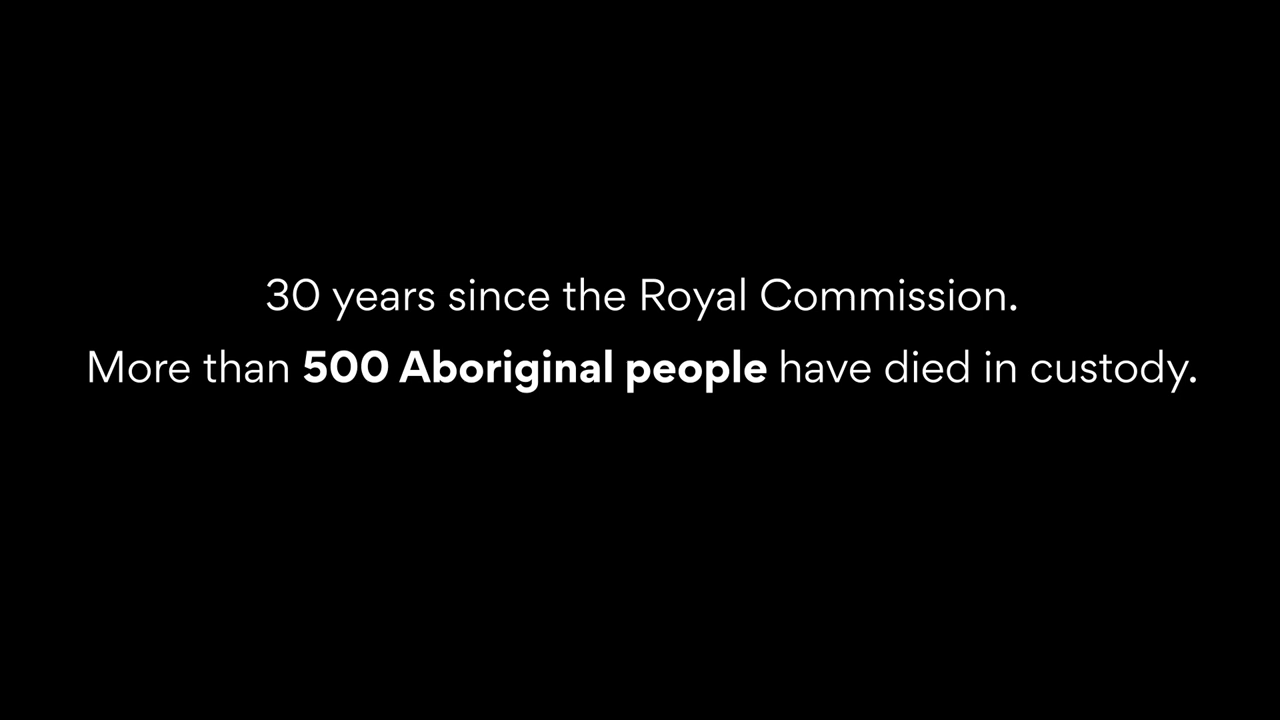 30 years since the Royal Commission.
More than 500 Aboriginal people have died in custody.